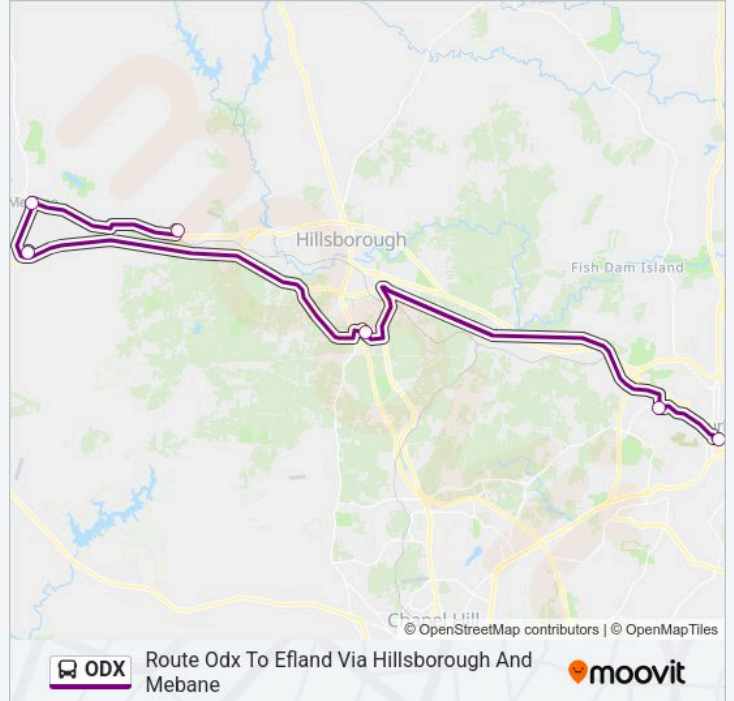 Hillsborough
Fish Dam Island
© OpenStreetMap contributors | © OpenMapTiles
ODX
Route Odx To Efland Via Hillsborough And
Mebane
moovit